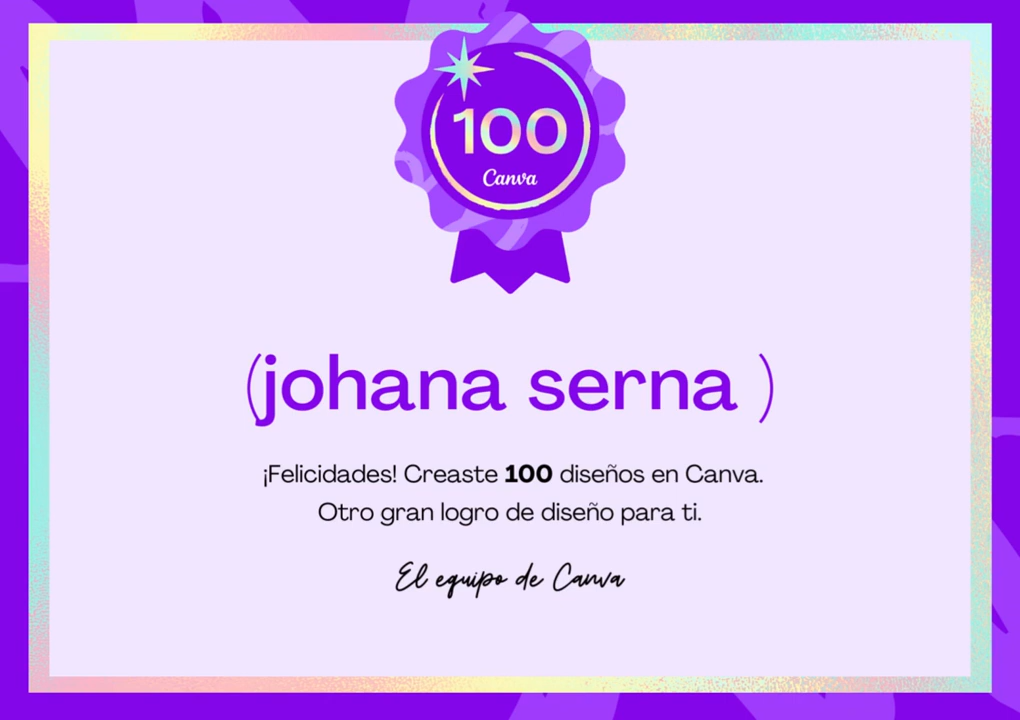 100
Canva
(johana serna )
¡Felicidades! Creaste 100 diseños en Canva.
Otro gran logro de diseño para ti.
El equipo de Canva